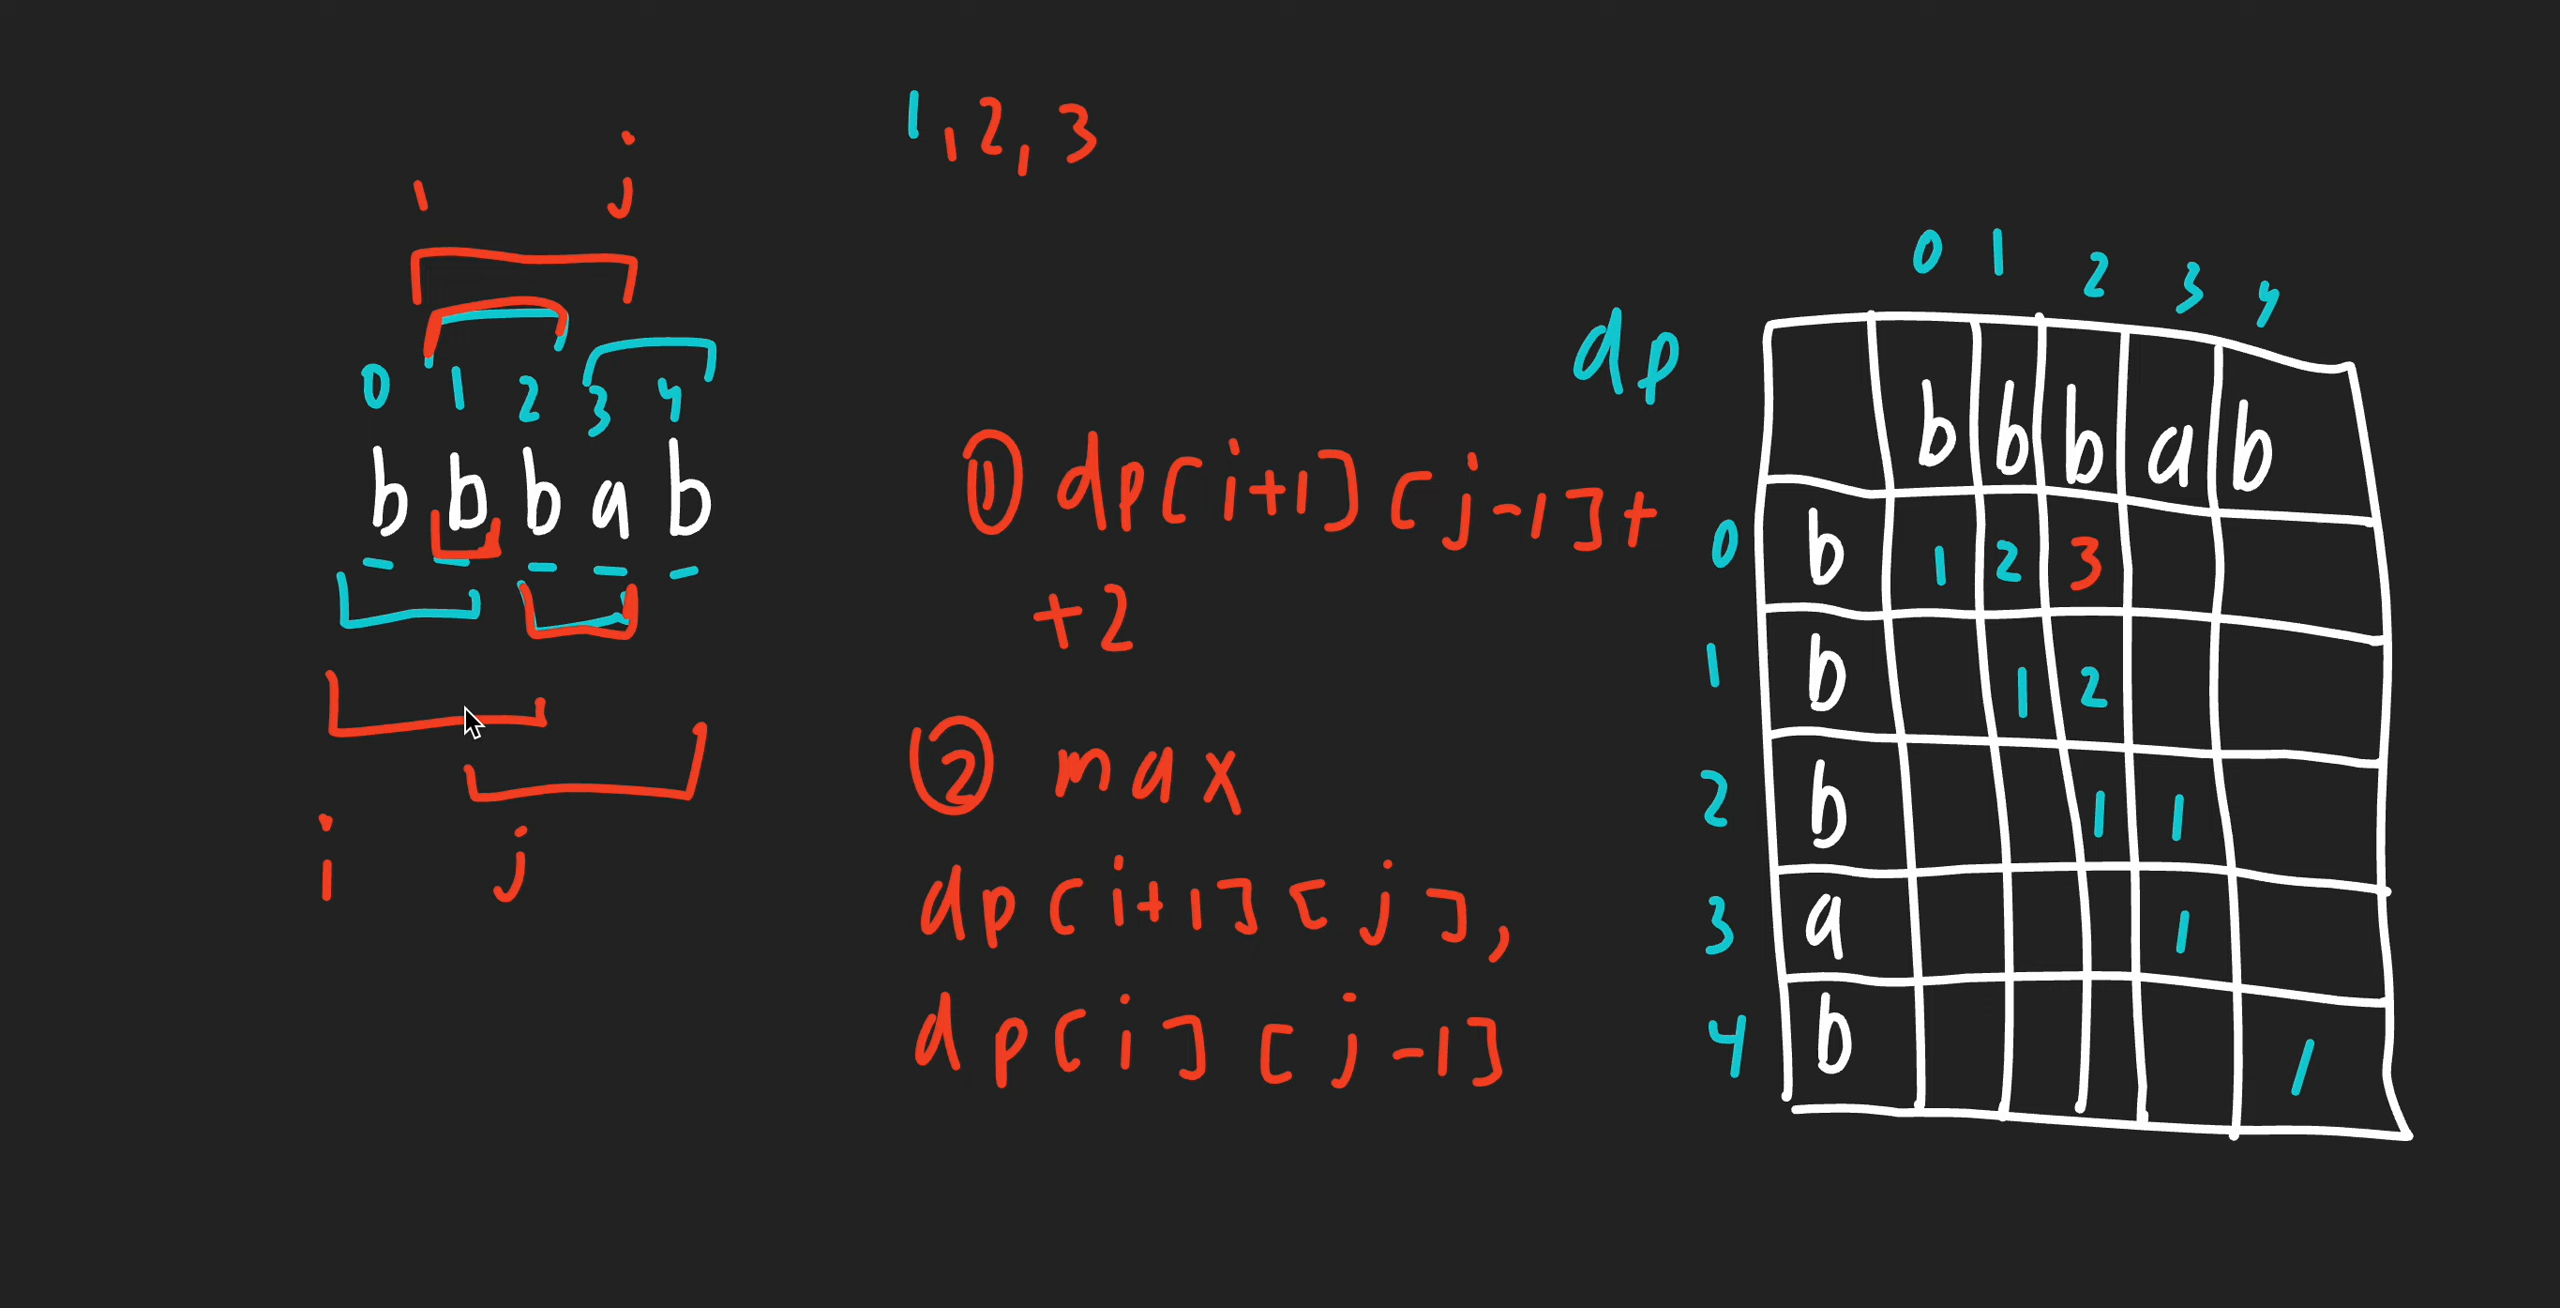 1, 2, 3
i j
0 1 2 3 4
b b b a b
i j
① dp[i+1][j-1]+
+2
② max
dp[i+1][j],
dp[i][j-1]
dp
0 1 2 3 4
b b b a b
0 b 1 2 3
1 b 1 2
2 b 1 1
3 a 1
4 b 1